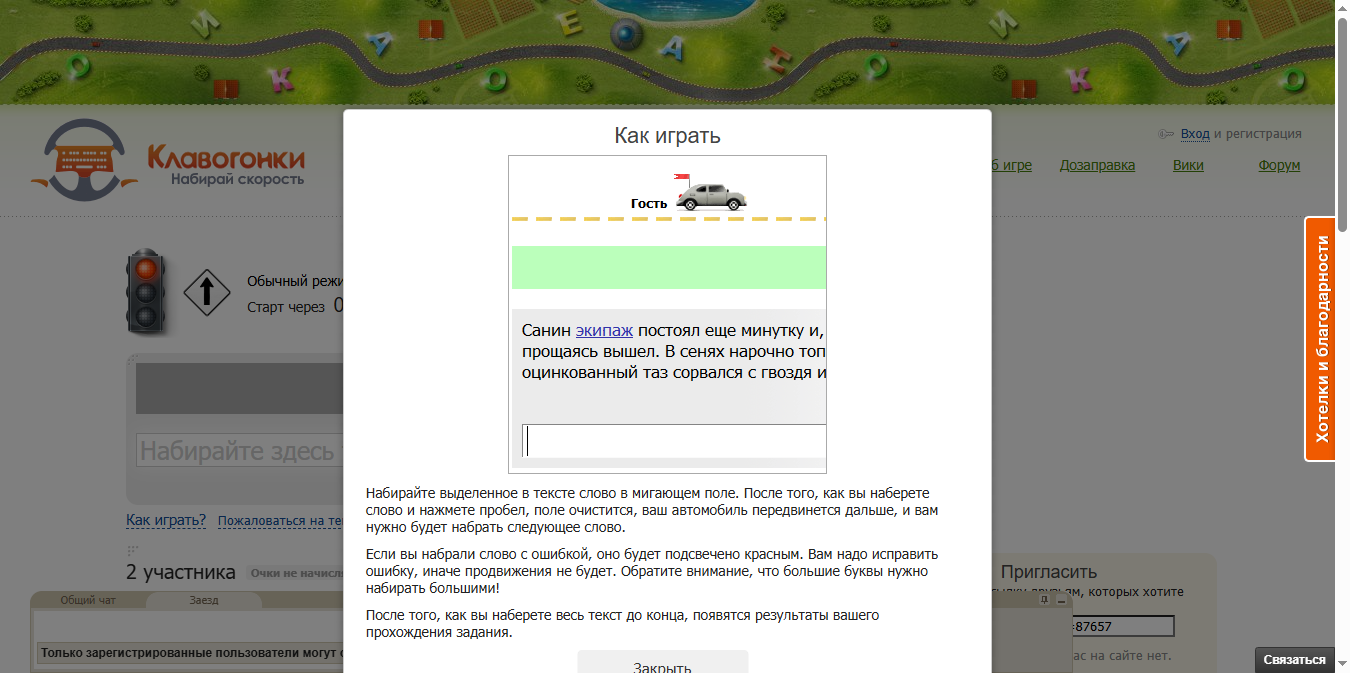 Клавогонки
Набирай скорость
Вход и регистрация
б игре
Дозаправка
Вики
Форум
Обычный режи
Старт через 0
Набирайте здесь
Как играть?
Пожаловаться на те
2 участника
Очки не начисл
Общий чат
Заезд
Только зарегистрированные пользователи могут
Как играть
Гость
Санин экипаж постоял еще минутку и,
прощаясь вышел. В сенях нарочно топ
оцинкованный таз сорвался с гвоздя и
Набирайте выделенное в тексте слово в мигающем поле. После того, как вы наберете
слово и нажмете пробел, поле очистится, ваш автомобиль передвинется дальше, и вам
нужно будет набрать следующее слово.
Если вы набрали слово с ошибкой, оно будет подсвечено красным. Вам надо исправить
ошибку, иначе продвижения не будет. Обратите внимание, что большие буквы нужно
набирать большими!
После того, как вы наберете весь текст до конца, появятся результаты вашего
прохождения задания.
Закрыть
Пригласить
друзьям, которых хотите
=87657
ас на сайте нет.
Хотелки и благодарности
Связаться